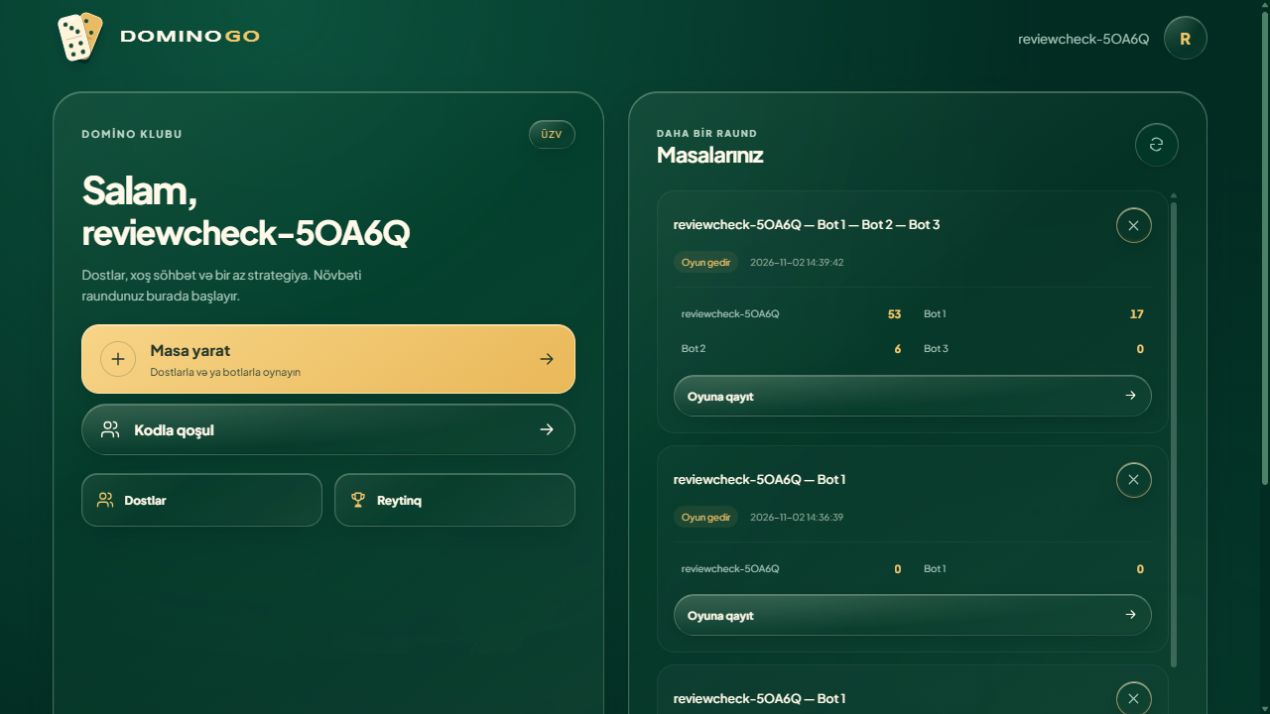 DOMINOGO
reviewcheck-5OA6Q
R
DOMİNO KLUBU
ÜZV
Salam,
reviewcheck-5OA6Q
Dostlar, xoş söhbət və bir az strategiya. Növbəti
raundunuz burada başlayır.
Masa yarat
Dostlarla və ya botlarla oynayın
Kodla qoşul
Dostlar
Reytinq
DAHA BİR RAUND
Masalarınız
reviewcheck-5OA6Q — Bot 1 — Bot 2 — Bot 3
Oyun gedir 2026-11-02 14:39:42
reviewcheck-5OA6Q 53 Bot 1 17
Bot 2 6 Bot 3 0
Oyuna qayıt
reviewcheck-5OA6Q — Bot 1
Oyun gedir 2026-11-02 14:36:39
reviewcheck-5OA6Q 0 Bot 1 0
Oyuna qayıt
reviewcheck-5OA6Q — Bot 1